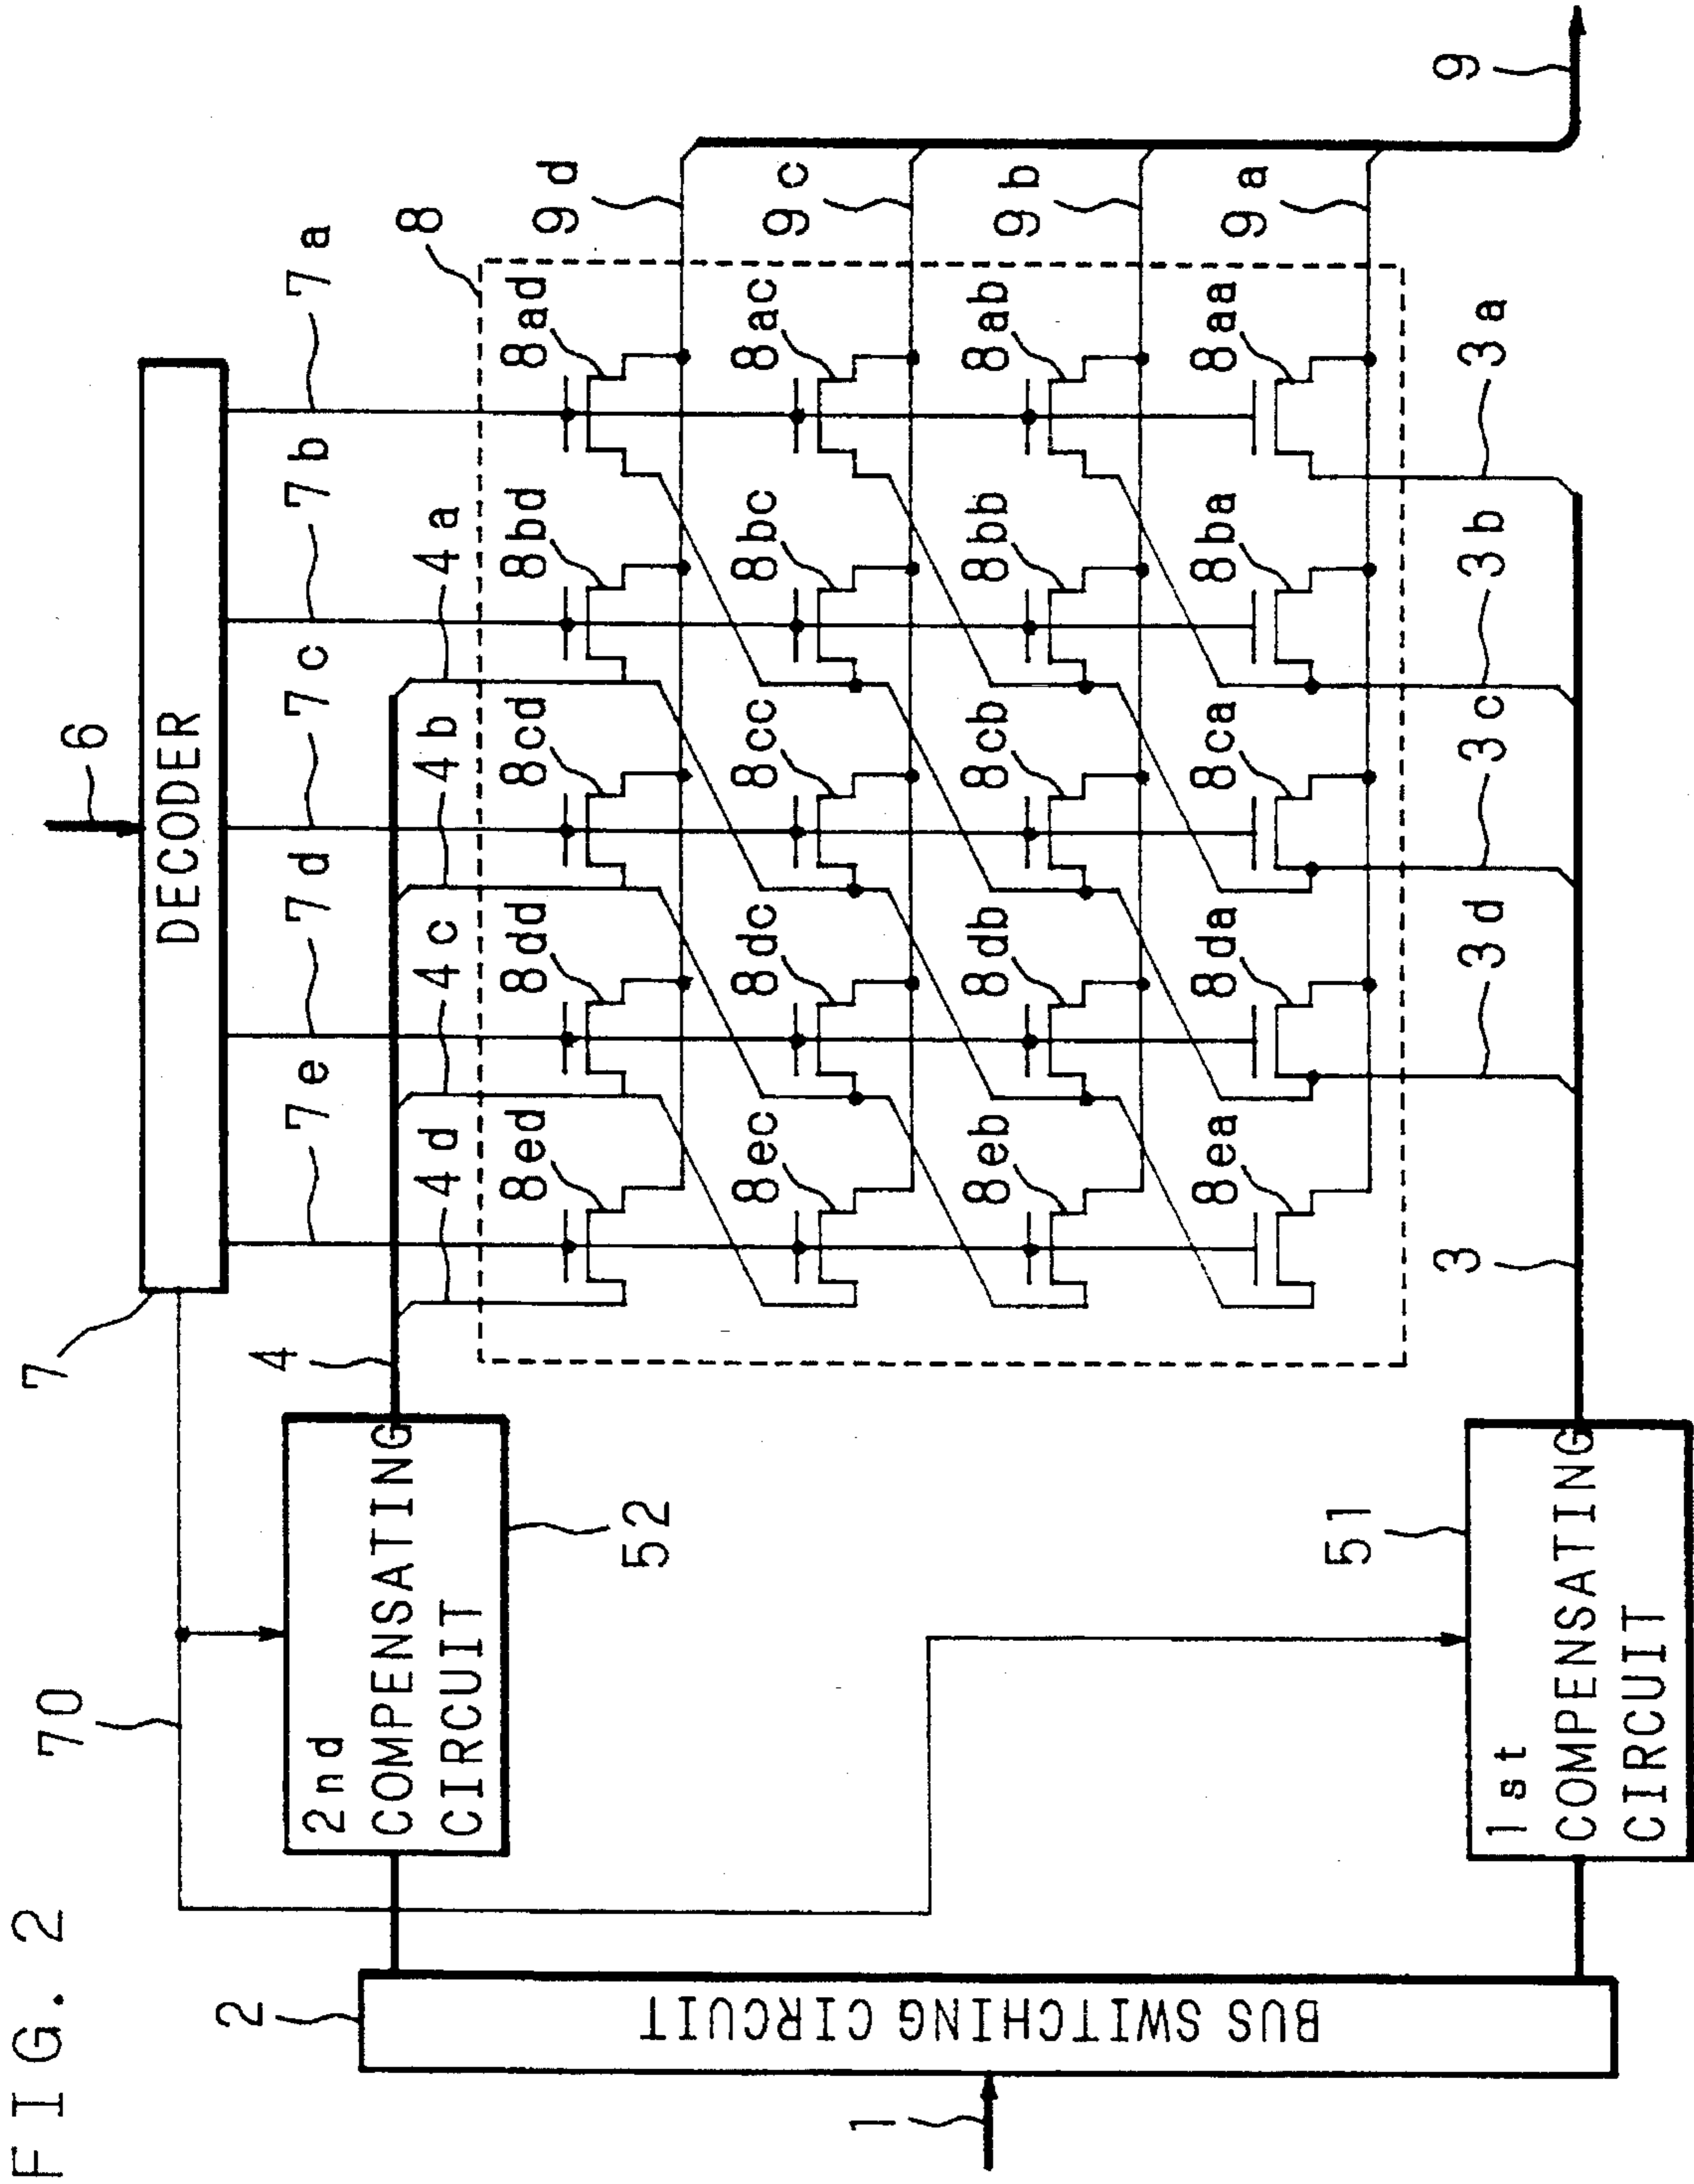 FIG. 2
6
7
DECODER
70
7e
7d
7c
7b
7a
4
4d
4c
4b
4a
8
2nd
COMPENSATING
CIRCUIT
52
8ed
8dd
8cd
8bd
8ad
9d
8ec
8dc
8cc
8bc
8ac
9c
8eb
8db
8cb
8bb
8ab
9b
8ea
8da
8ca
8ba
8aa
9a
2
BUS SWITCHING CIRCUIT
1
51
1st
COMPENSATING
CIRCUIT
3
3d
3c
3b
3a
9